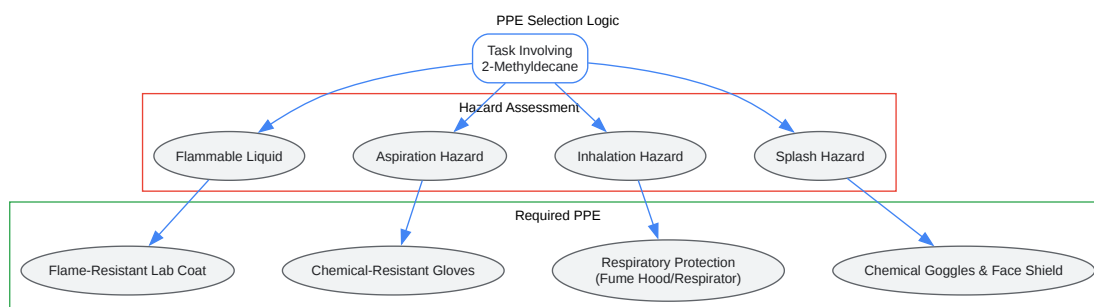 PPE Selection Logic
Task Involving
2-Methyldecane
Hazard Assessment
Flammable Liquid
Aspiration Hazard
Inhalation Hazard
Splash Hazard
Required PPE
Flame-Resistant Lab Coat
Chemical-Resistant Gloves
Respiratory Protection
(Fume Hood/Respirator)
Chemical Goggles & Face Shield